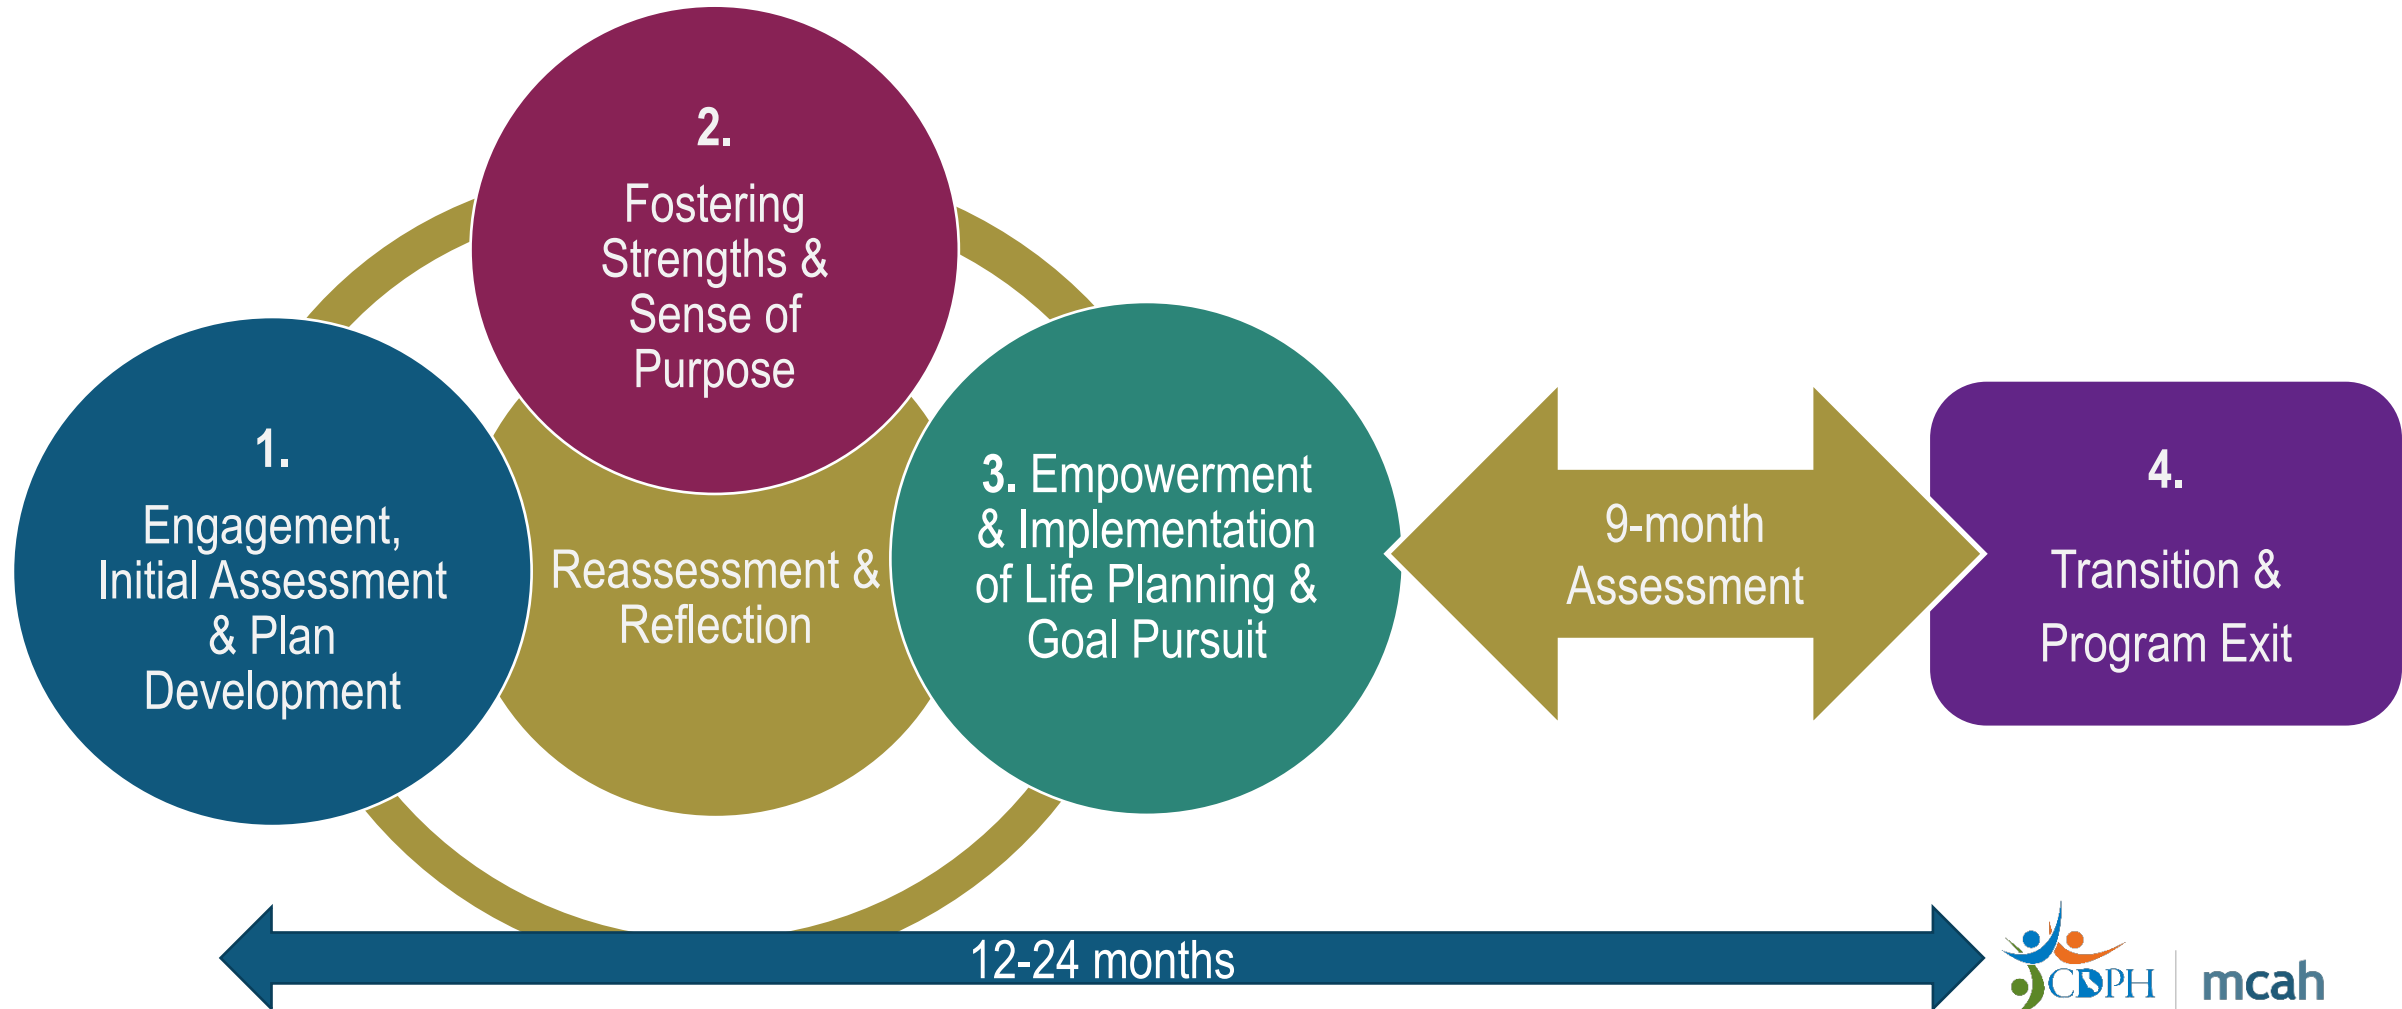 1.
Engagement,
Initial Assessment
& Plan
Development
2.
Fostering
Strengths &
Sense of
Purpose
Reassessment &
Reflection
3. Empowerment
& Implementation
of Life Planning &
Goal Pursuit
9-month
Assessment
4.
Transition &
Program Exit
12-24 months
CDPH
mcah